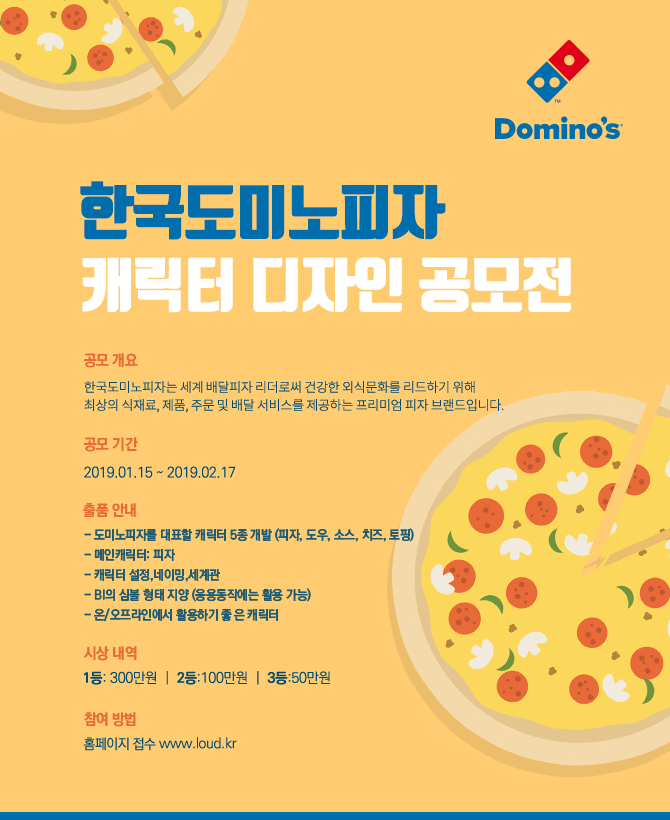 Domino's
한국도미노피자
캐릭터 디자인 공모전
공모 개요
한국도미노피자는 세계 배달피자 리더로써 건강한 외식문화를 리드하기 위해
최상의 식재료, 제품, 주문 및 배달 서비스를 제공하는 프리미엄 피자 브랜드입니다.
공모 기간
2019.01.15 ~ 2019.02.17
출품 안내
- 도미노피자를 대표할 캐릭터 5종 개발 (피자, 도우, 소스, 치즈, 토핑)
- 메인캐릭터: 피자
- 캐릭터 설정,네이밍,세계관
- BI의 심볼 형태 지양 (응용동작에는 활용 가능)
- 온/오프라인에서 활용하기 좋 은 캐릭터
시상 내역
1등: 300만원 | 2등:100만원 | 3등:50만원
참여 방법
홈페이지 접수 www.loud.kr